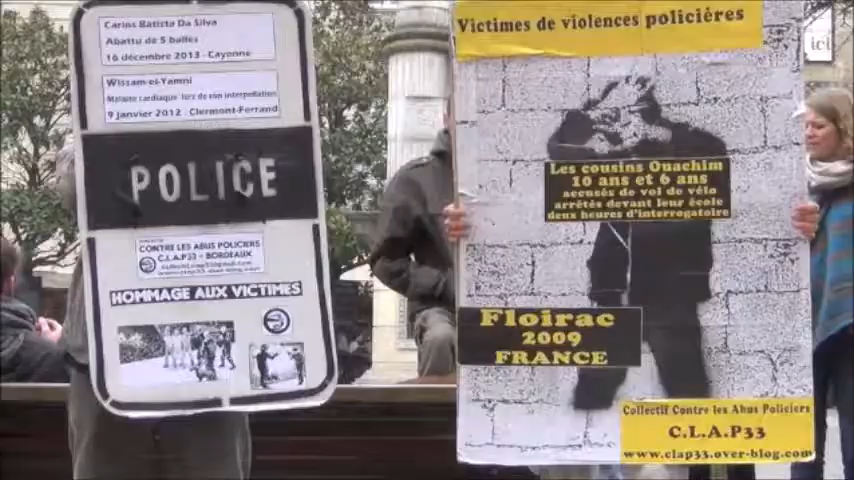 Carlos Batista Da Silva
Abattu de 5 balles
16 décembre 2013 - Cayenne
Wissam-el-Yamni
Malaise cardiaque lors de son interpellation
9 janvier 2012 - Clermont-Ferrand
POLICE
CONTRE LES ABUS POLICIERS
C.L.A.P33 - BORDEAUX
HOMMAGE AUX VICTIMES
Victimes de violences policières
Les cousins Ouachim
10 ans et 6 ans
accusés de vol de vélo
arrêtés devant leur école
deux heures d'interrogatoire
Floirac
2009
FRANCE
Collectif Contre les Abus Policiers
C.L.A.P33
www.clap33.over-blog.com
ici